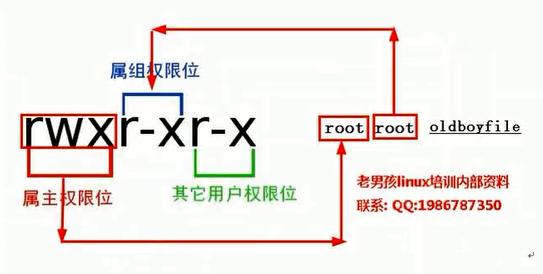 属组权限位
rwxr-xr-x
root root oldboyfile
属主权限位
其它用户权限位
老男孩linux培训内部资料
联系: QQ:1986787350